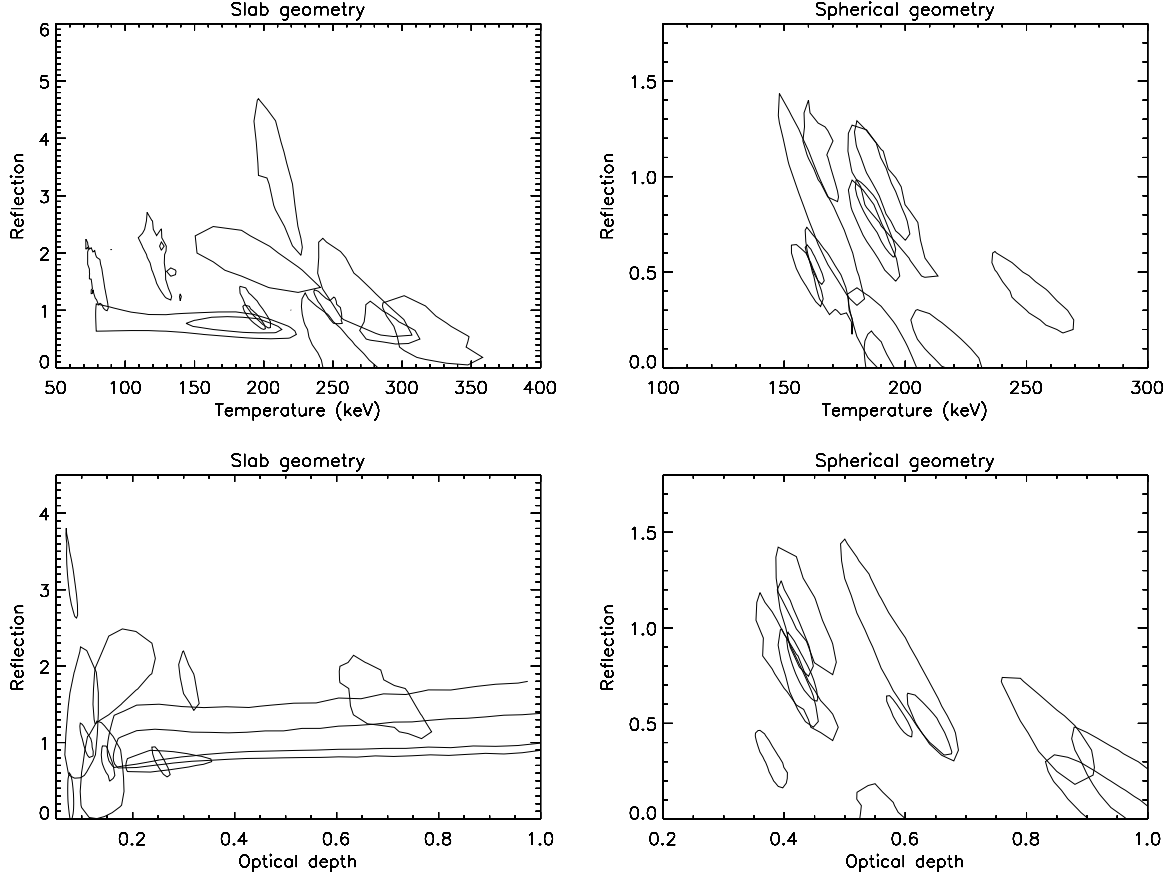 Slab geometry
Spherical geometry
6
5
4
3
2
1
0
Reflection
50 100 150 200 250 300 350 400
Temperature (keV)
1.5
1.0
0.5
0.0
Reflection
100 150 200 250 300
Temperature (keV)
Slab geometry
Spherical geometry
4
3
2
1
0
Reflection
0.2 0.4 0.6 0.8 1.0
Optical depth
1.5
1.0
0.5
0.0
Reflection
0.2 0.4 0.6 0.8 1.0
Optical depth